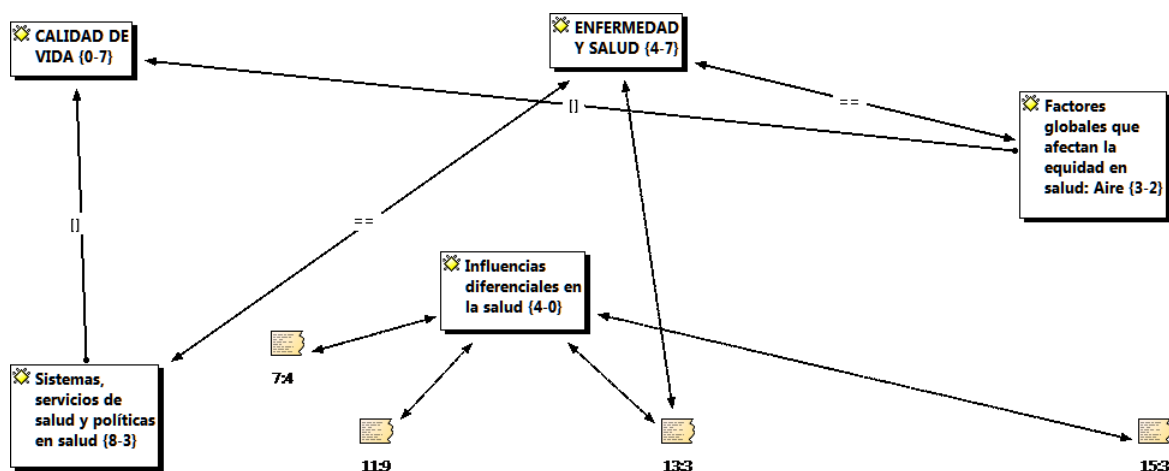 CALIDAD DE
VIDA {0-7}
ENFERMEDAD
Y SALUD {4-7}
Factores
globales que
afectan la
equidad en
salud: Aire {3-2}
[]
==
[]
==
Influencias
diferenciales en
la salud {4-0}
Sistemas,
servicios de
salud y políticas
en salud {8-3}
7:4
11:9
13:3
15:3